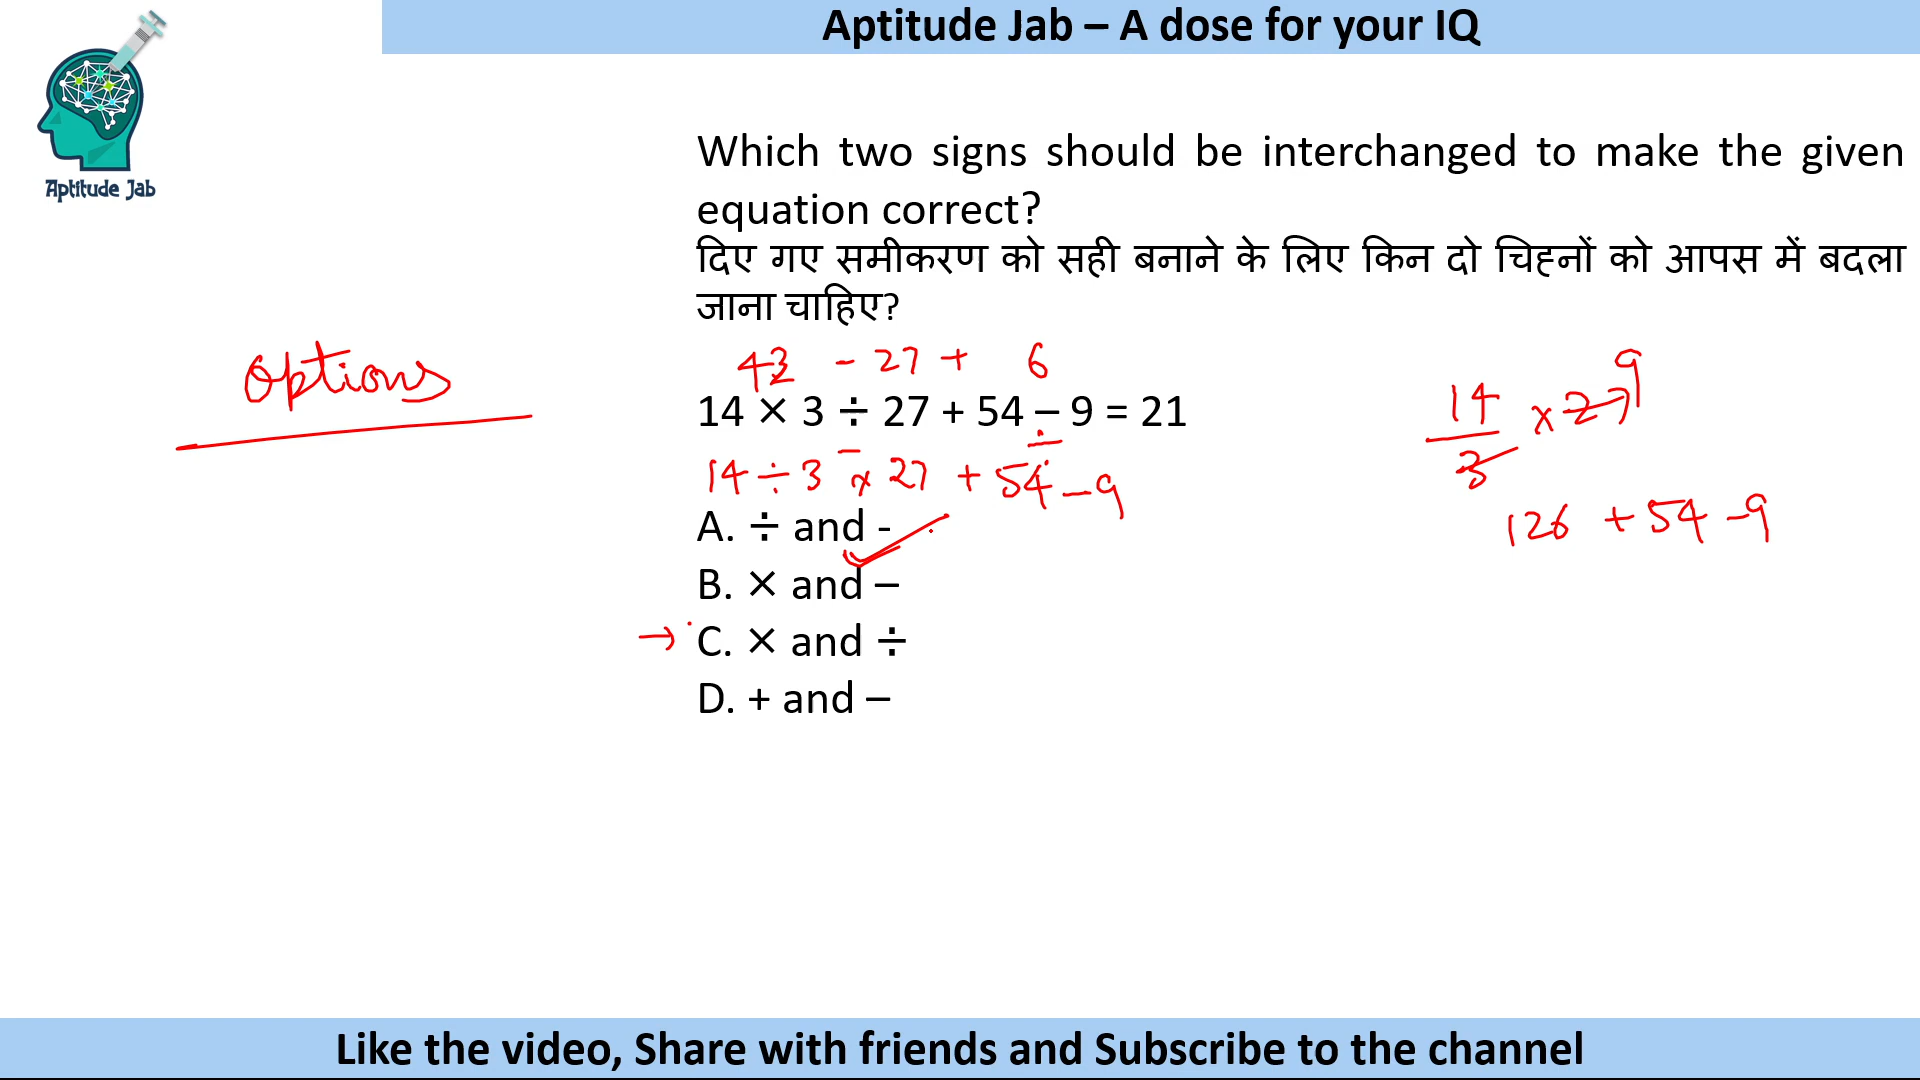 Aptitude Jab – A dose for your IQ
Aptitude Jab
Which two signs should be interchanged to make the given
equation correct?
दिए गए समीकरण को सही बनाने के लिए किन दो चिह्नों को आपस में बदला
जाना चाहिए?
options
42 - 27 + 6
14 × 3 ÷ 27 + 54 – 9 = 21
14 ÷ 3 × 27 + 54 - 9
A. ÷ and -
B. × and –
→ C. × and ÷
D. + and –
14/3 × 27 9
126 + 54 - 9
Like the video, Share with friends and Subscribe to the channel